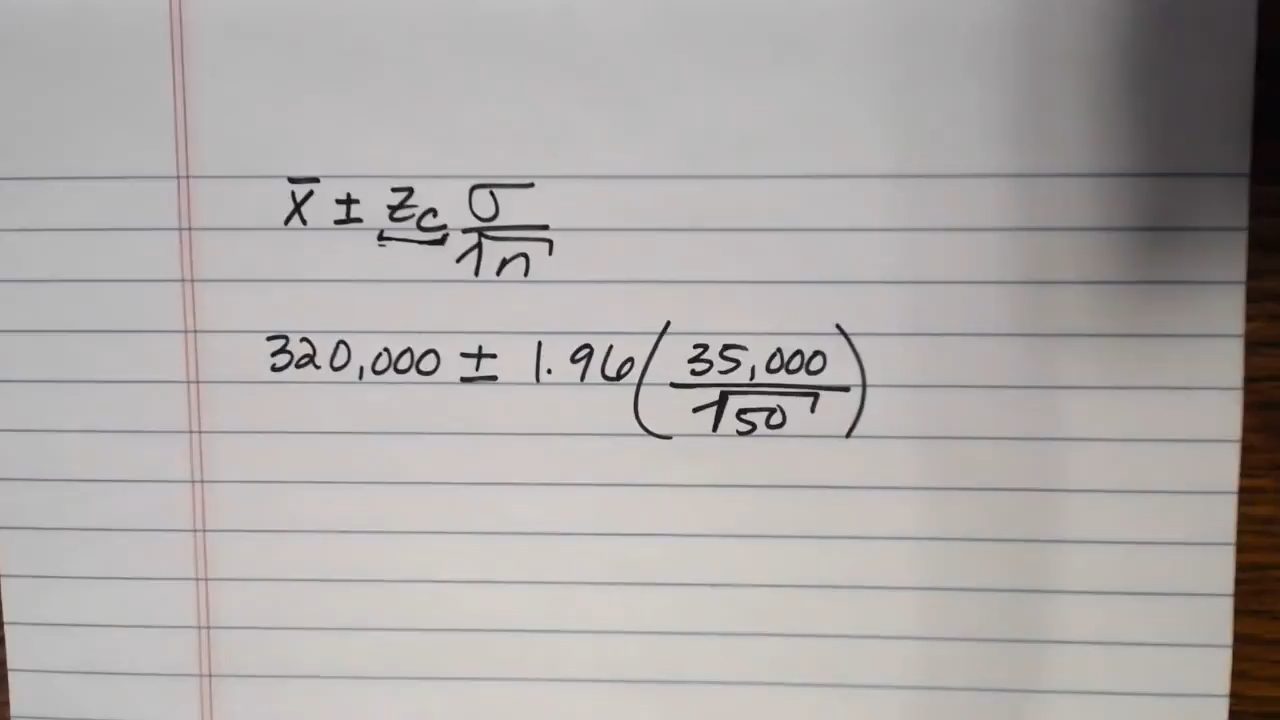 x̄ ± z_c σ/√n
320,000 ± 1.96(35,000/√50)